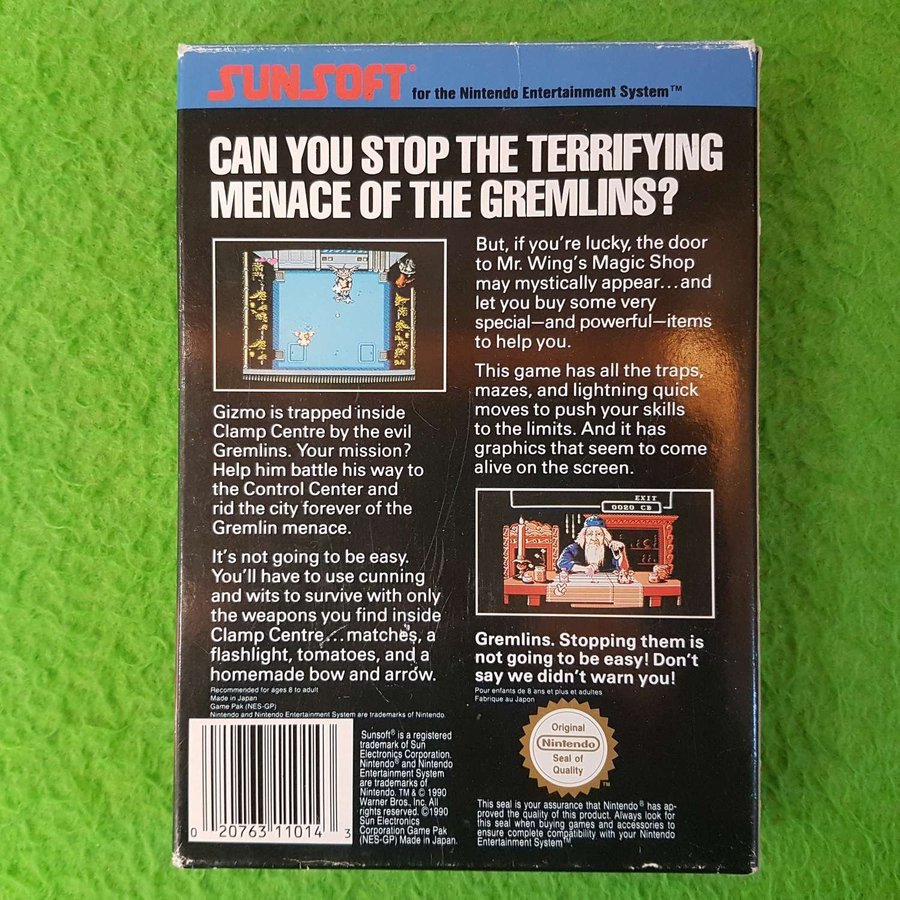 SUNSOFT® for the Nintendo Entertainment System™
CAN YOU STOP THE TERRIFYING
MENACE OF THE GREMLINS?
Gizmo is trapped inside
Clamp Centre by the evil
Gremlins. Your mission?
Help him battle his way to
the Control Center and
rid the city forever of the
Gremlin menace.
It's not going to be easy.
You'll have to use cunning
and wits to survive with only
the weapons you find inside
Clamp Centre...matches, a
flashlight, tomatoes, and a
homemade bow and arrow.
Recommended for ages 8 to adult
Made in Japan
Game Pak (NES-GP)
Nintendo and Nintendo Entertainment System are trademarks of Nintendo.
0 20763 11014 3
Sunsoft® is a registered
trademark of Sun
Electronics Corporation.
Nintendo® and Nintendo
Entertainment System
are trademarks of
Nintendo. TM & © 1990
Warner Bros., Inc. All
rights reserved. ©1990
Sun Electronics
Corporation Game Pak
(NES-GP) Made in Japan.
But, if you're lucky, the door
to Mr. Wing's Magic Shop
may mystically appear...and
let you buy some very
special—and powerful—items
to help you.
This game has all the traps,
mazes, and lightning quick
moves to push your skills
to the limits. And it has
graphics that seem to come
alive on the screen.
EXIT
0020 CB
Gremlins. Stopping them is
not going to be easy! Don't
say we didn't warn you!
Pour enfants de 8 ans et plus et adultes
Fabrique au Japon
Original
Nintendo
Seal of
Quality
TM
This seal is your assurance that Nintendo® has ap-
proved the quality of this product. Always look for
this seal when buying games and accessories to
ensure complete compatibility with your Nintendo
Entertainment System™